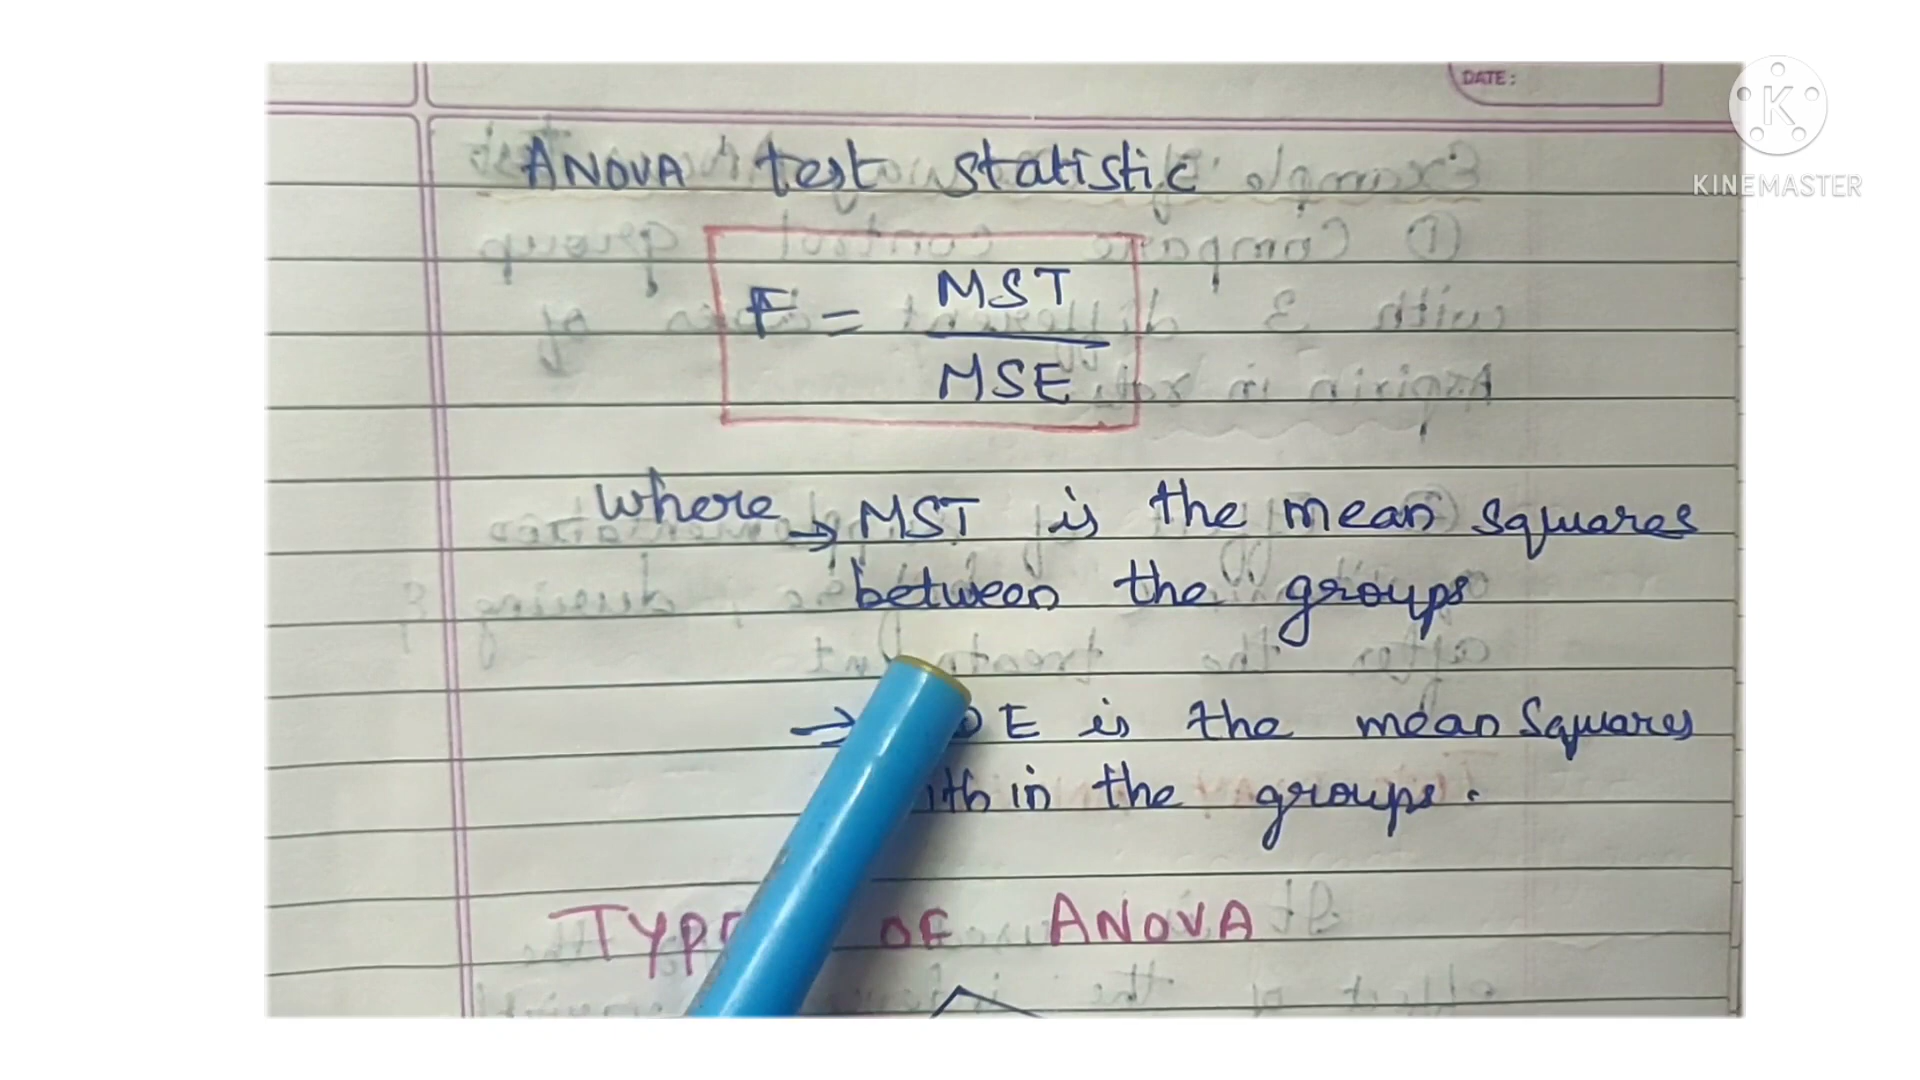 DATE:
KINEMASTER
ANOVA test statistic
F = MST
MSE
where → MST is the mean squares
between the groups
→ E is the mean Squares
in the groups.
OF ANOVA